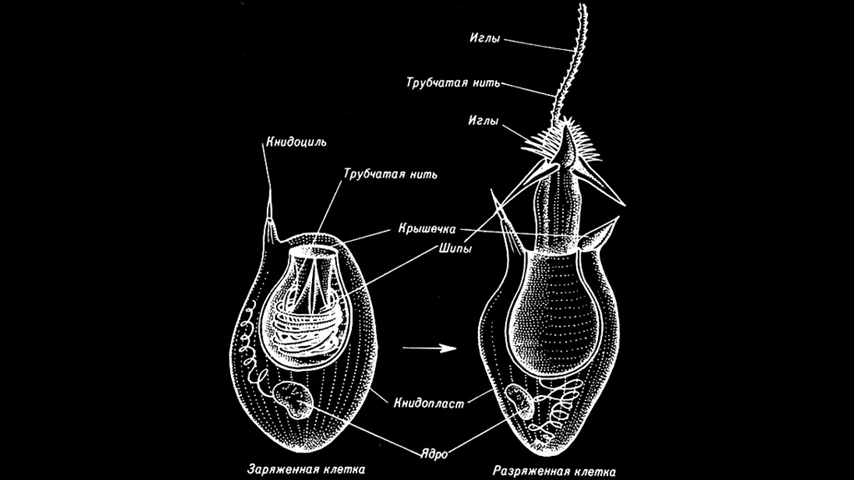 Иглы
Трубчатая нить
Иглы
Книдоциль
Трубчатая нить
Крышечка
Шипы
Книдопласт
Ядро
Заряженная клетка
Разряженная клетка